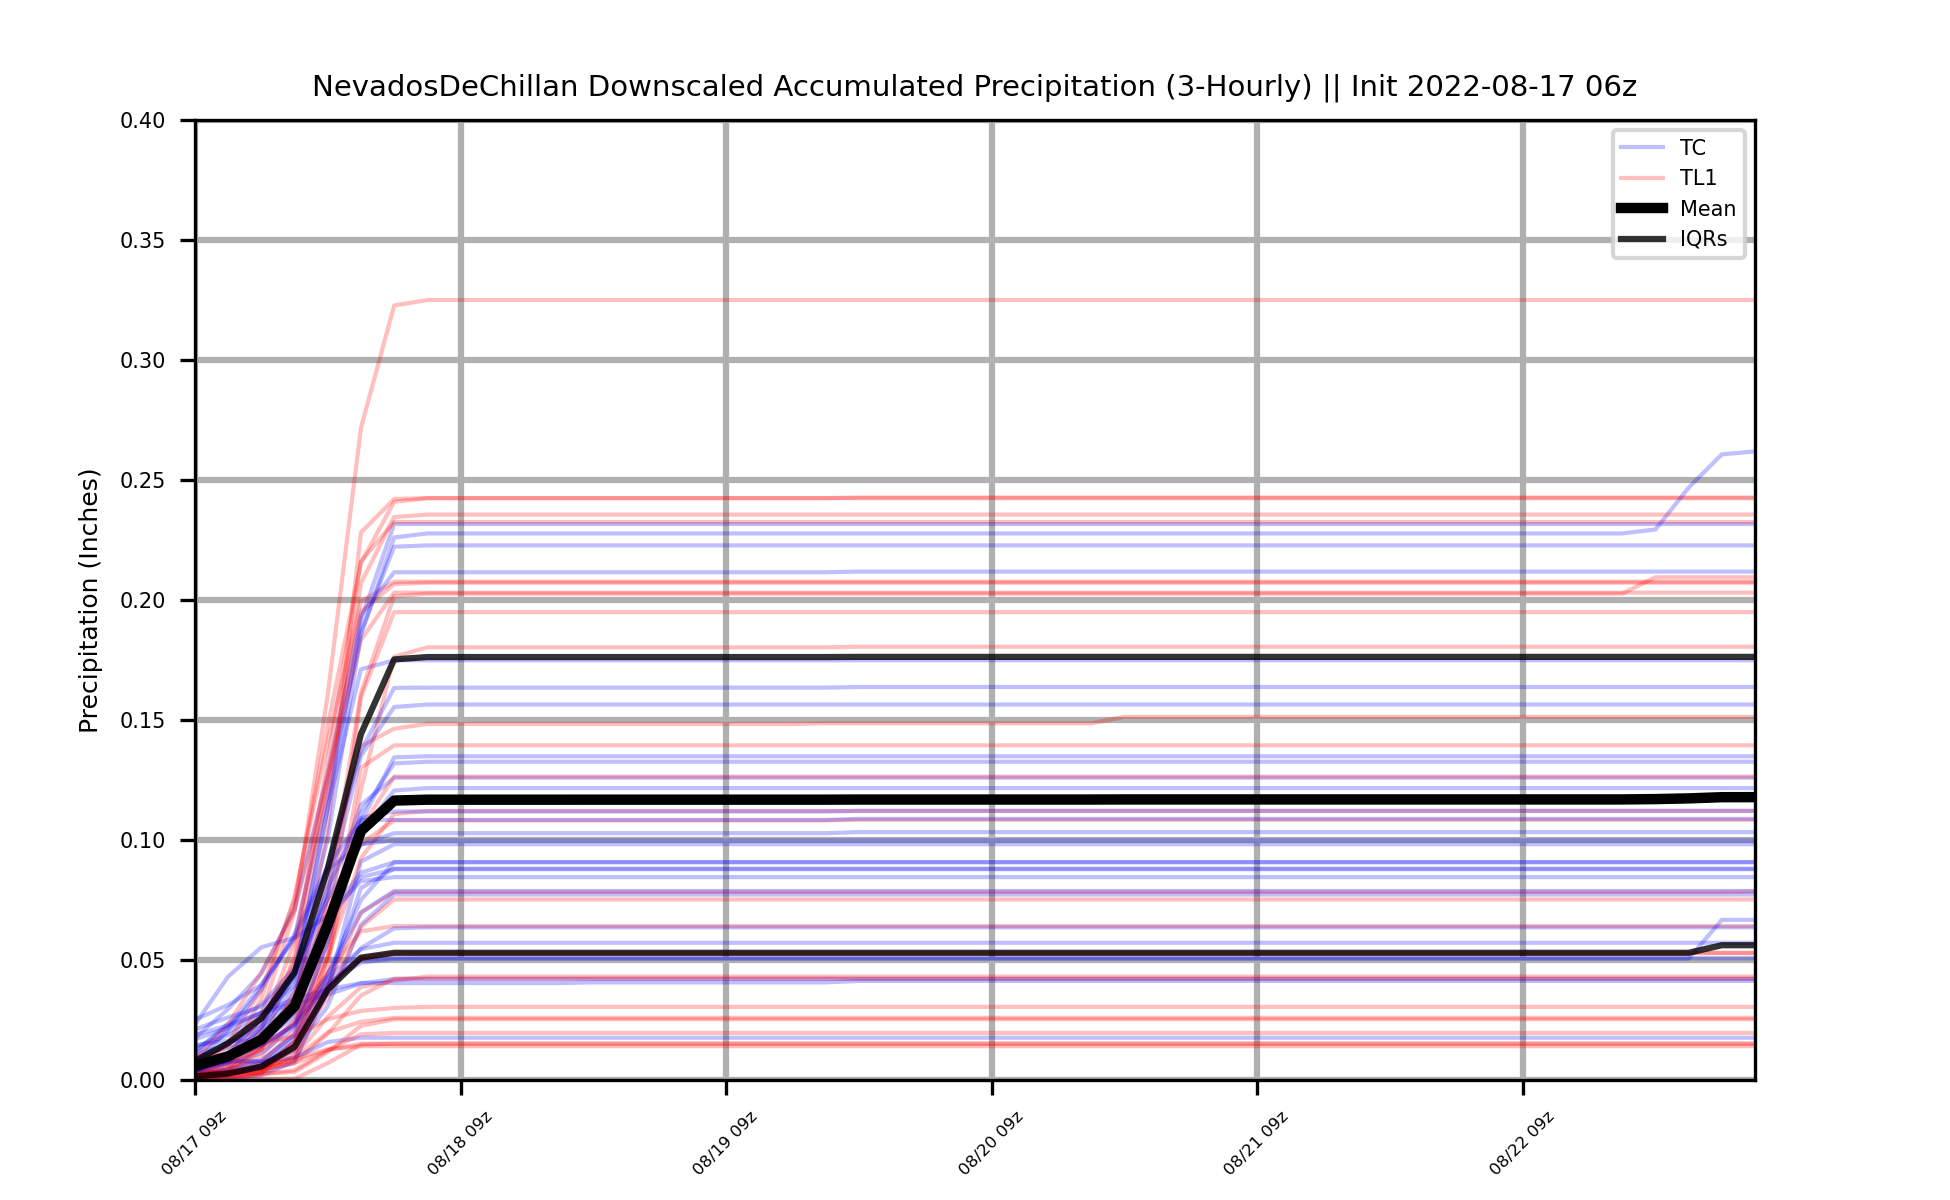 NevadosDeChillan Downscaled Accumulated Precipitation (3-Hourly) || Init 2022-08-17 06z
Precipitation (Inches)
0.40
0.35
0.30
0.25
0.20
0.15
0.10
0.05
0.00
TC
TL1
Mean
IQRs
08/17 09z
08/18 09z
08/19 09z
08/20 09z
08/21 09z
08/22 09z